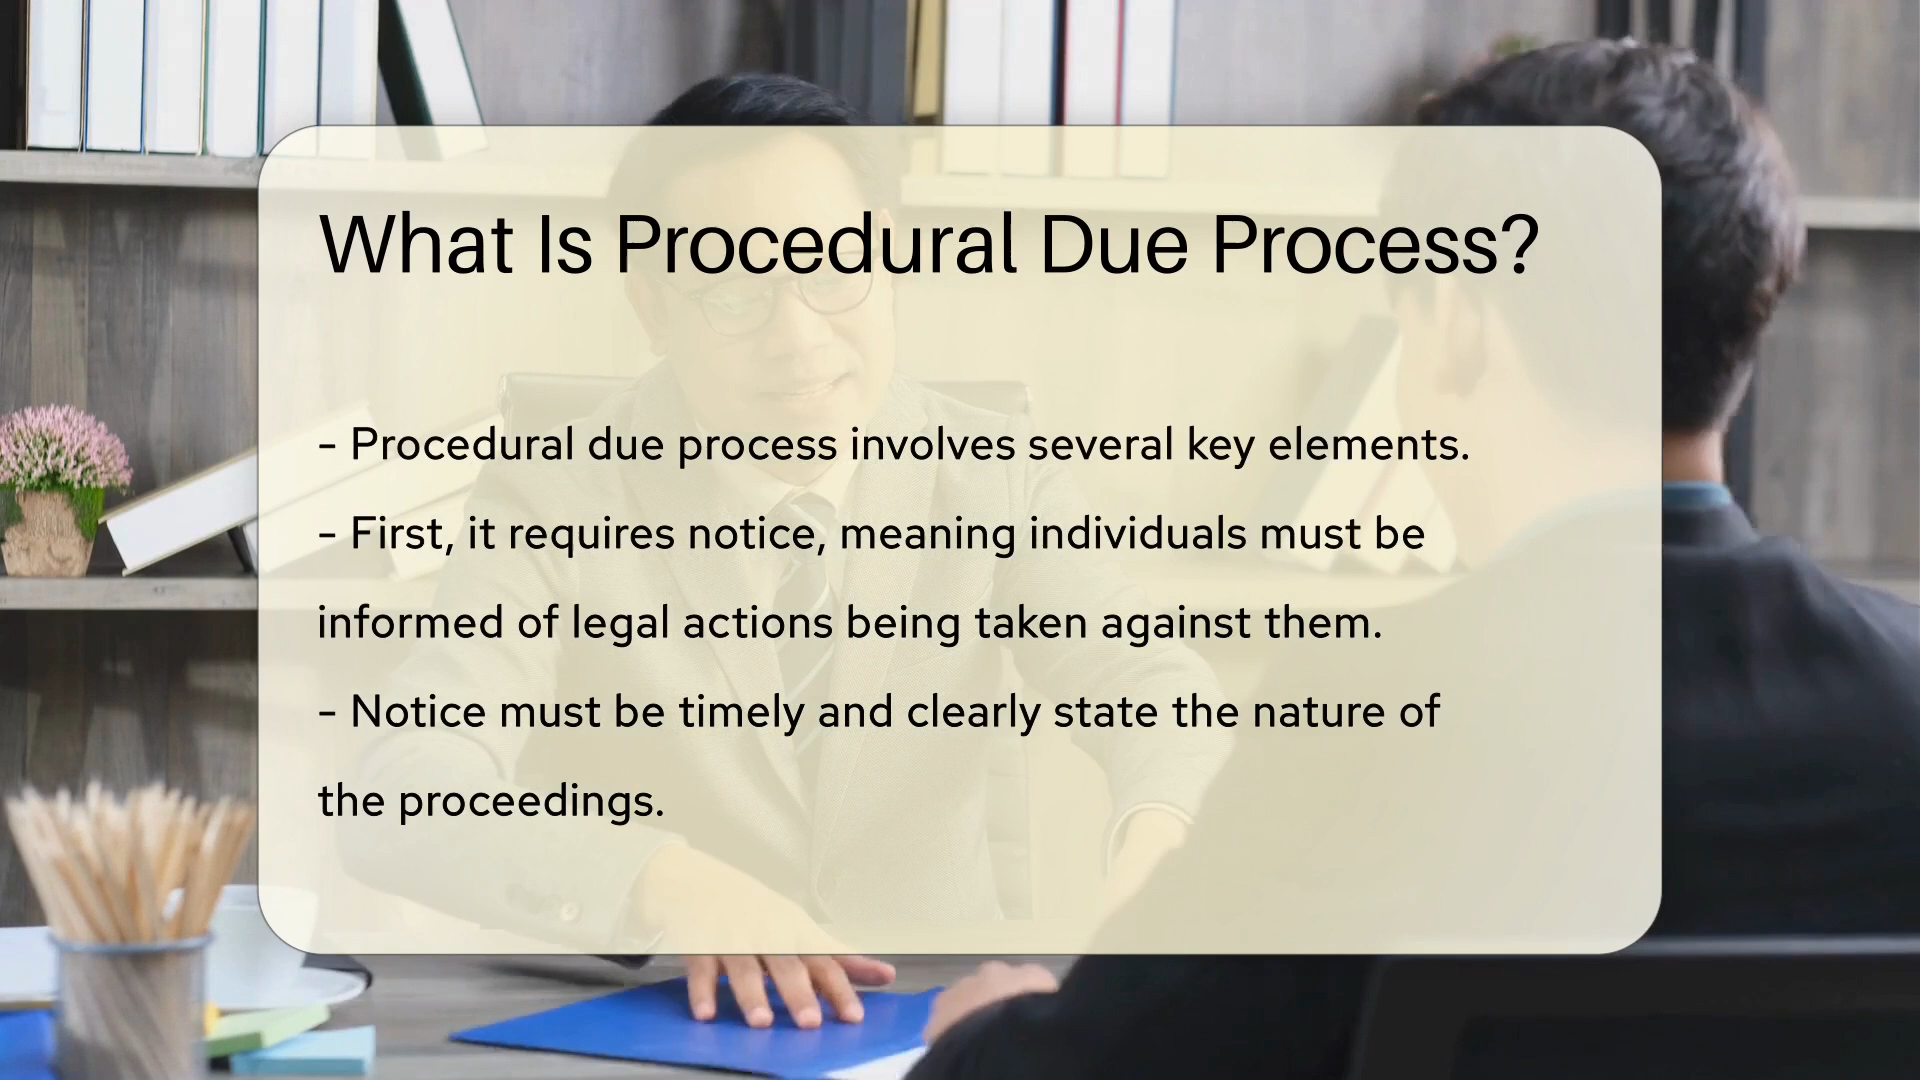 What Is Procedural Due Process?
- Procedural due process involves several key elements.
- First, it requires notice, meaning individuals must be
informed of legal actions being taken against them.
- Notice must be timely and clearly state the nature of
the proceedings.